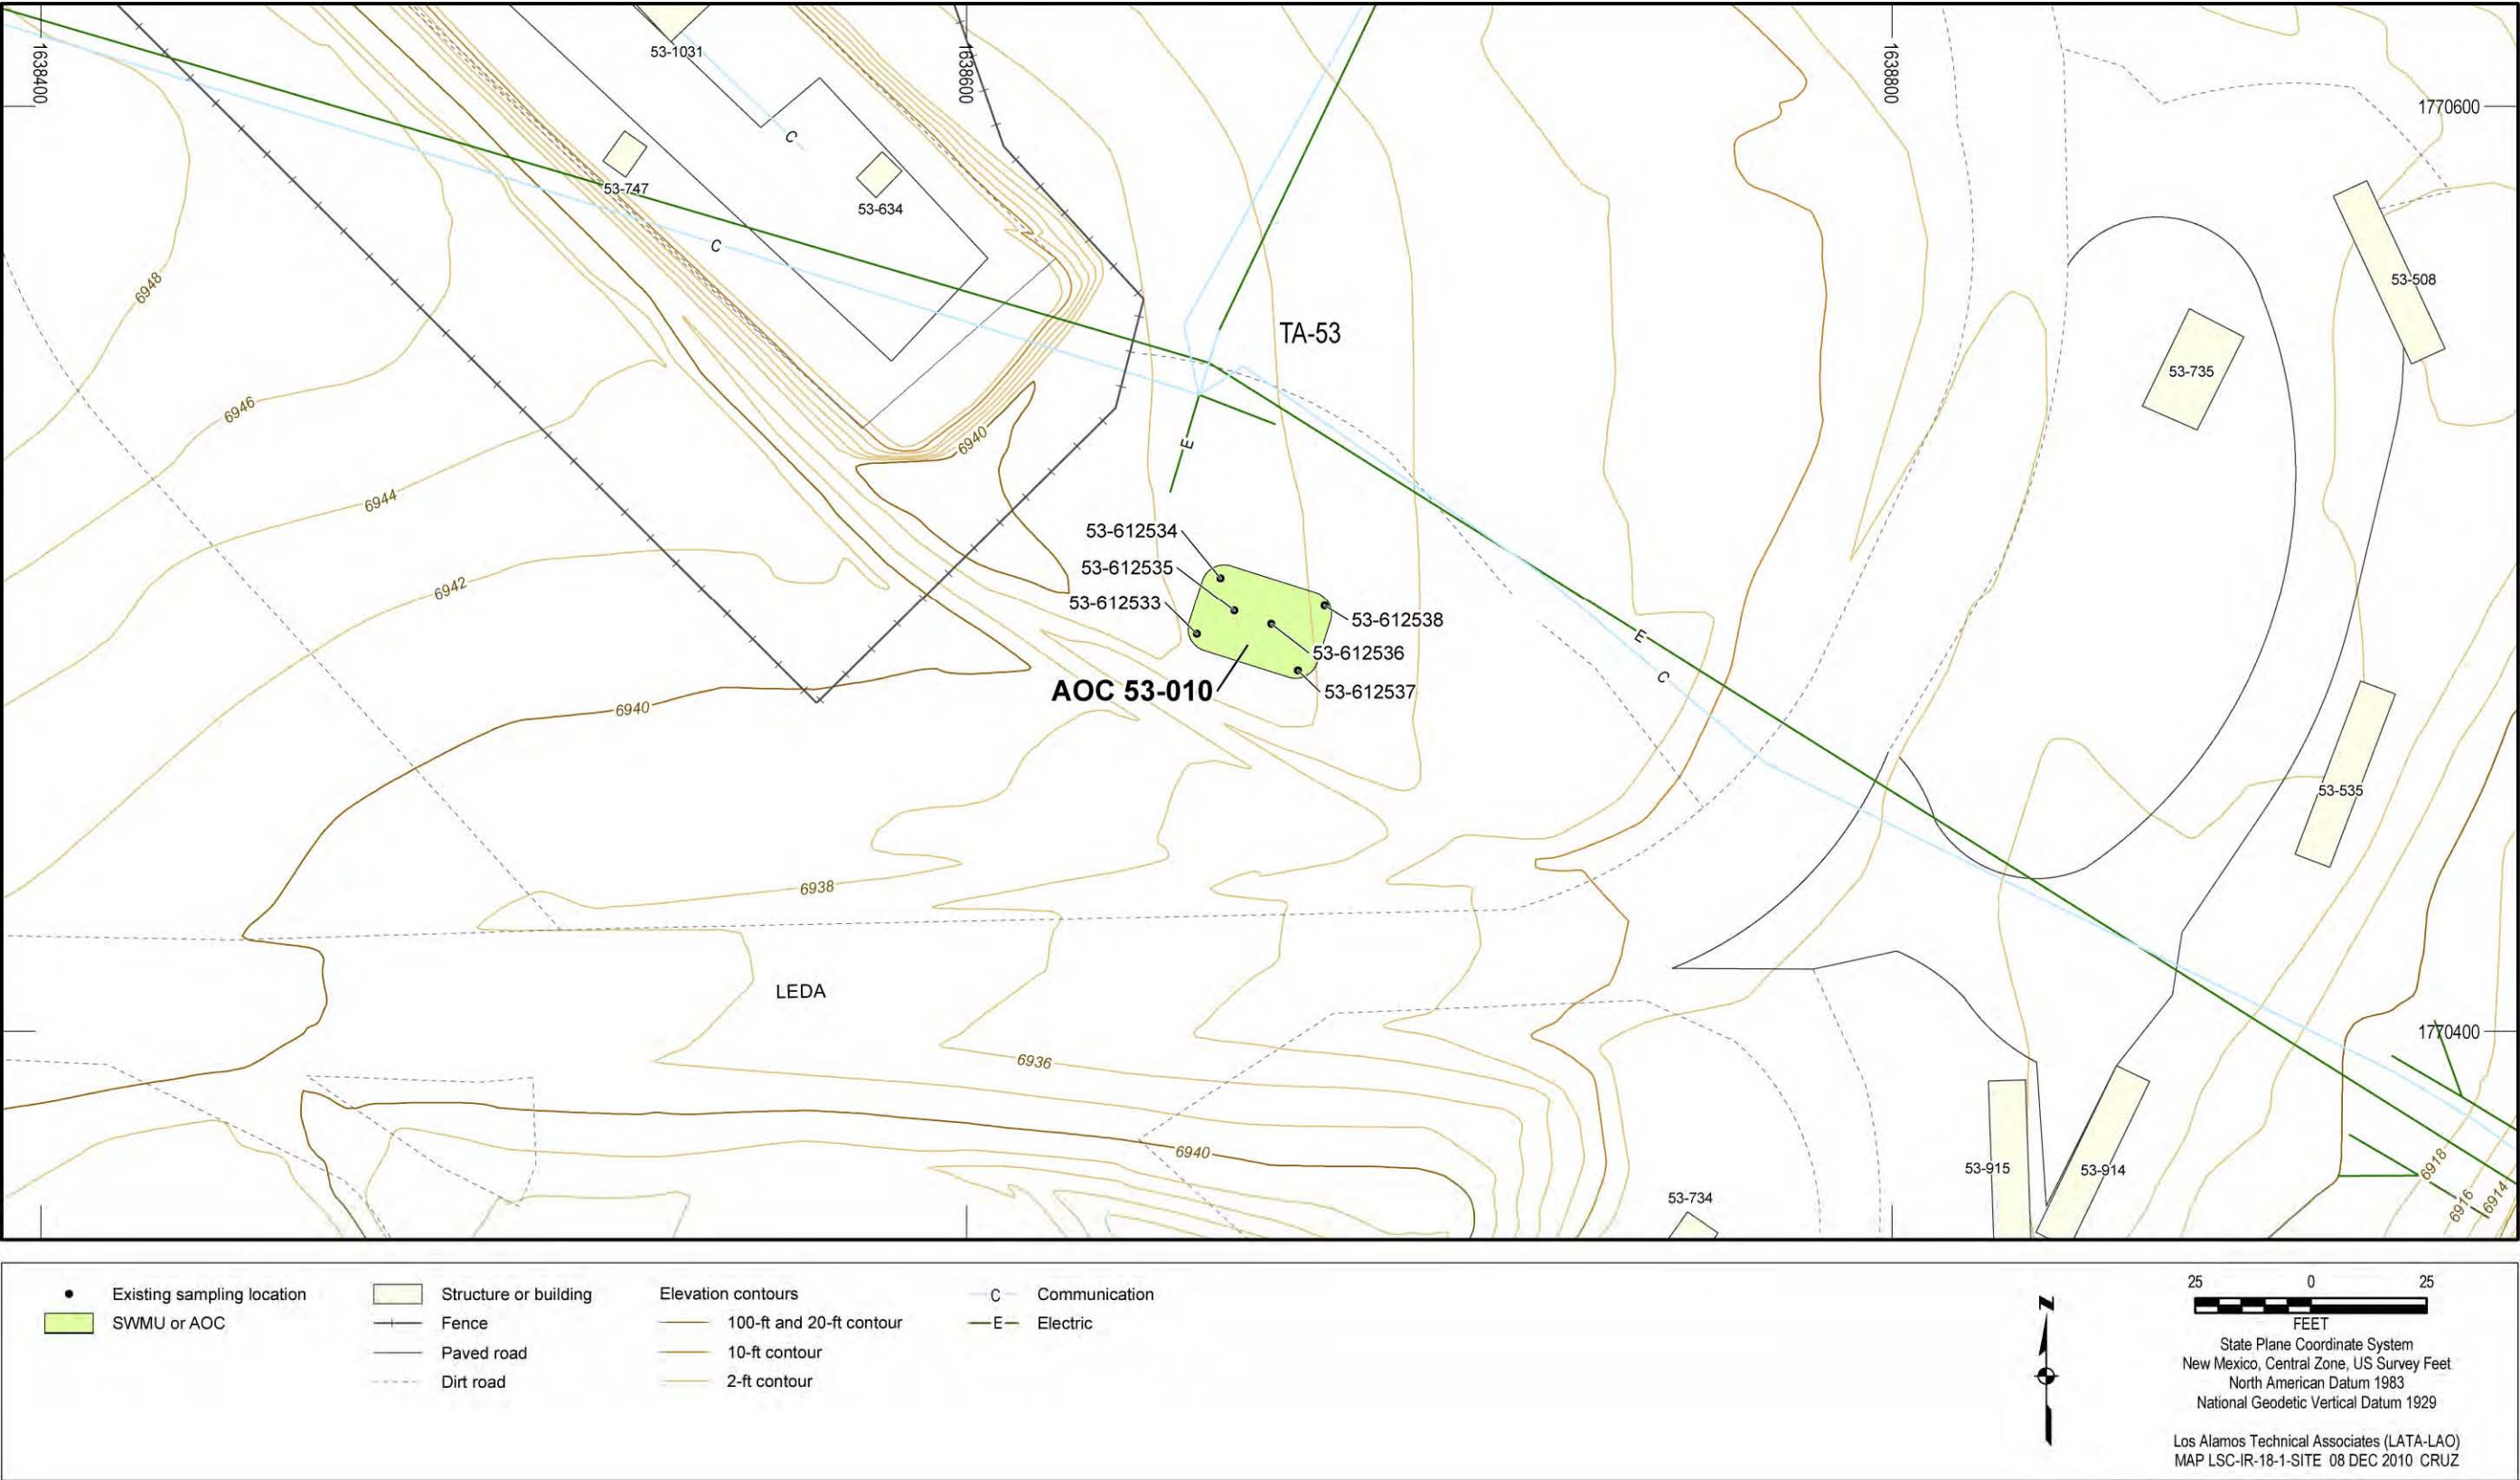 1638400
1638600
1638800
53-1031
1770600
C
53-747
53-634
C
53-508
6948
TA-53
53-735
6946
6940
E
6944
53-612534
53-612535
6942
53-612533
53-612538
E
53-612536
C
AOC 53-010
53-612537
6940
53-535
6938
LEDA
1770400
6936
6940
53-915
53-914
6918
53-734
6916
6914
Existing sampling location
SWMU or AOC
Structure or building
Fence
Paved road
Dirt road
Elevation contours
100-ft and 20-ft contour
10-ft contour
2-ft contour
C Communication
E Electric
N
25 0 25
FEET
State Plane Coordinate System
New Mexico, Central Zone, US Survey Feet
North American Datum 1983
National Geodetic Vertical Datum 1929
Los Alamos Technical Associates (LATA-LAO)
MAP LSC-IR-18-1-SITE 08 DEC 2010 CRUZ